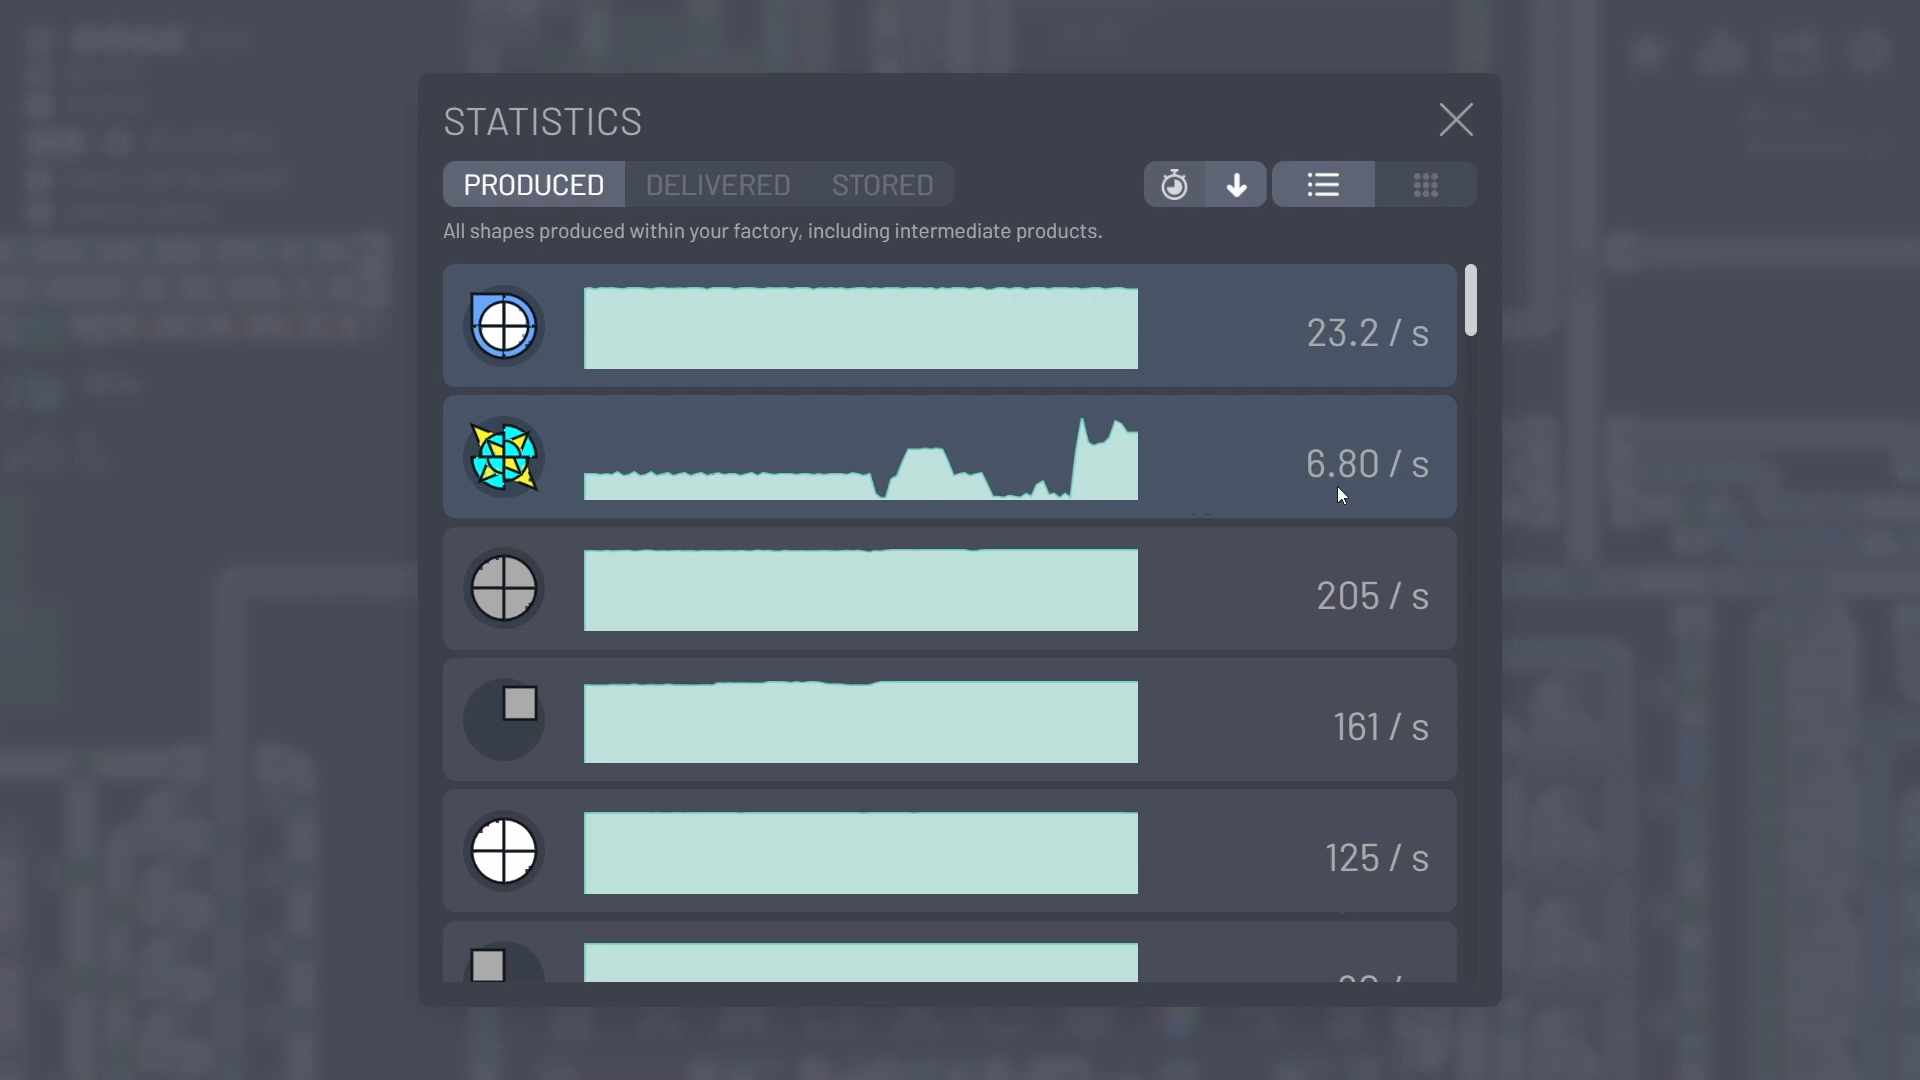 STATISTICS
PRODUCED DELIVERED STORED
All shapes produced within your factory, including intermediate products.
23.2 / s
6.80 / s
205 / s
161 / s
125 / s